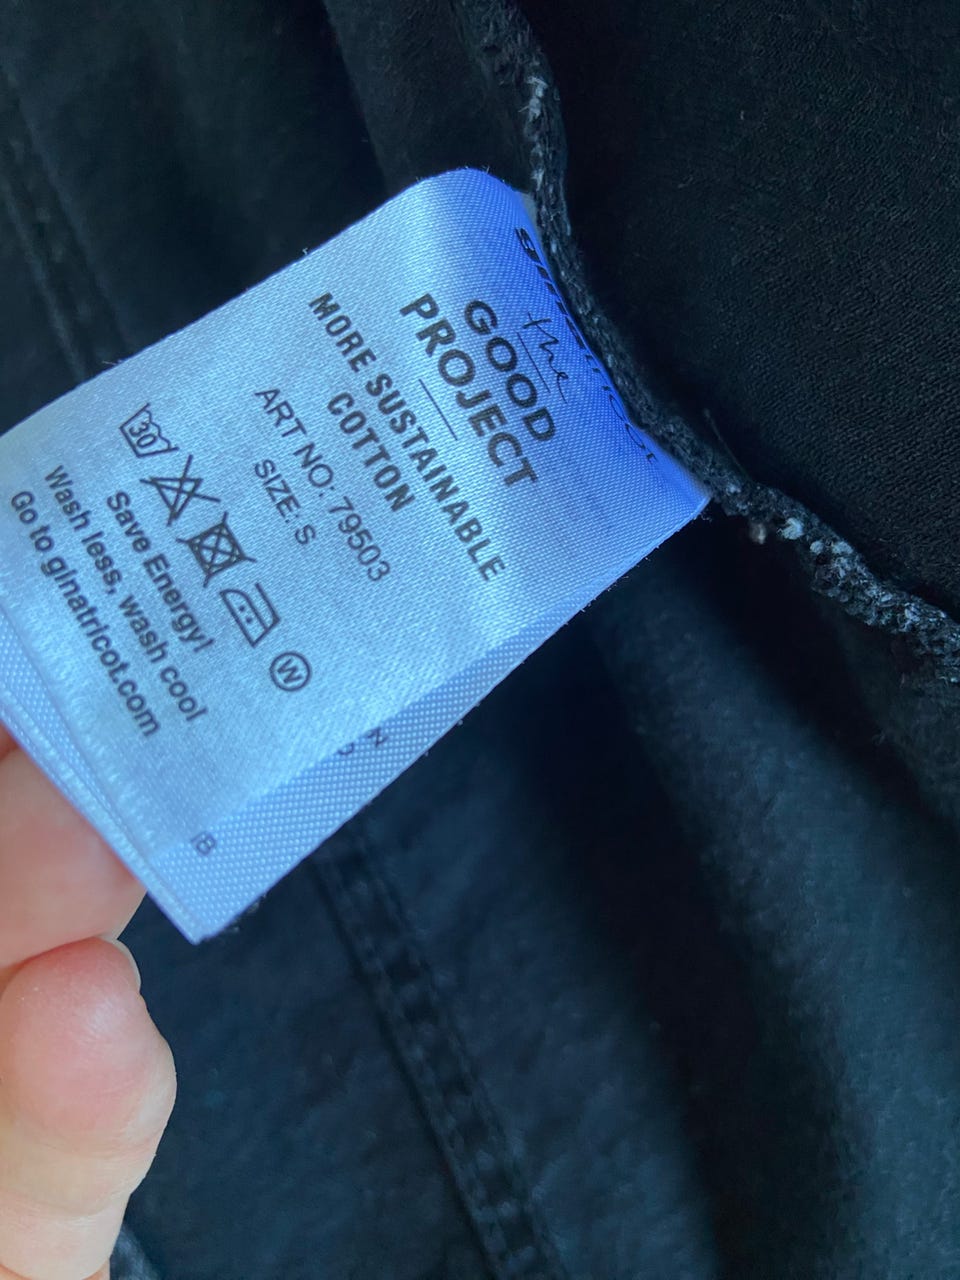 the
GOOD
PROJECT
MORE SUSTAINABLE
COTTON
ART NO: 79503
SIZE: S
30
W
Save Energy!
Wash less, wash cool
Go to ginatricot.com